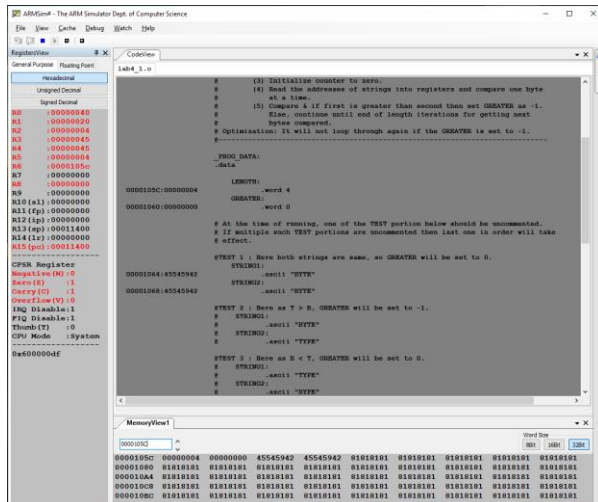 ARMSim# - The ARM Simulator Dept. of Computer Science
File View Cache Debug Watch Help
RegistersView
General Purpose Floating Point
Hexadecimal
Unsigned Decimal
Signed Decimal
R0 :00000040
R1 :00000020
R2 :00000004
R3 :00000045
R4 :00000045
R5 :00000004
R6 :0000105c
R7 :00000000
R8 :00000000
R9 :00000000
R10(sl):00000000
R11(fp):00000000
R12(ip):00000000
R13(sp):00011400
R14(lr):00000000
R15(pc):00011400
CPSR Register
Negative(N):0
Zero(Z) :1
Carry(C) :1
Overflow(V):0
IRQ Disable:1
FIQ Disable:1
Thumb(T) :0
CPU Mode :System
0x600000df
CodeView
lab4_1.o
# (3) Initialize counter to zero.
# (4) Read the addresses of strings into registers and compare one byte
# at a time.
# (5) Compare & if first is greater than second then set GREATER as -1.
# Else, continue until end of length iterations for getting next
# bytes compared.
# Optimization: It will not loop through again if the GREATER is set to -1.
#----------------------------------------------------------------
_PROG_DATA:
.data
LENGTH:
0000105C:00000004 .word 4
GREATER:
00001060:00000000 .word 0
# At the time of running, one of the TEST portion below should be uncommented.
# If multiple such TEST portions are uncommented then last one in order will take
# effect.
#TEST 1 : Here both strings are same, so GREATER will be set to 0.
STRING1:
00001064:45545942 .ascii "BYTE"
STRING2:
00001068:45545942 .ascii "BYTE"
#TEST 2 : Here as T > B, GREATER will be set to -1.
# STRING1:
# .ascii "BYTE"
# STRING2:
# .ascii "TYPE"
#TEST 3 : Here as B < T, GREATER will be set to 0.
# STRING1:
# .ascii "TYPE"
# STRING2:
# .ascii "BYTE"
MemoryView1
Word Size
0000105C
8Bit 16Bit 32Bit
0000105C 00000004 00000000 45545942 45545942 81818181 81818181 81818181 81818181
00001080 81818181 81818181 81818181 81818181 81818181 81818181 81818181 81818181
000010A4 81818181 81818181 81818181 81818181 81818181 81818181 81818181 81818181
000010C8 81818181 81818181 81818181 81818181 81818181 81818181 81818181 81818181
000010EC 81818181 81818181 81818181 81818181 81818181 81818181 81818181 81818181